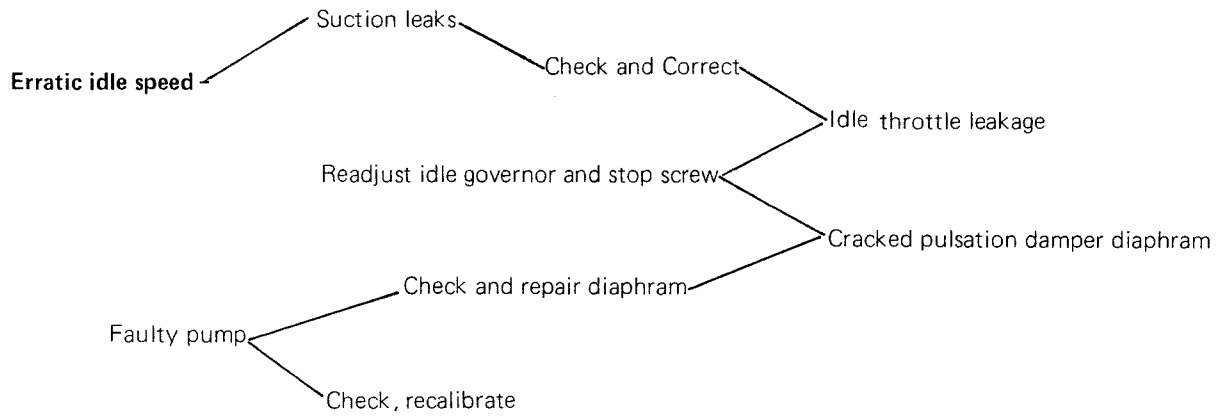 Suction leaks
Erratic idle speed
Check and Correct
Idle throttle leakage
Readjust idle governor and stop screw
Cracked pulsation damper diaphram
Check and repair diaphram
Faulty pump
Check, recalibrate